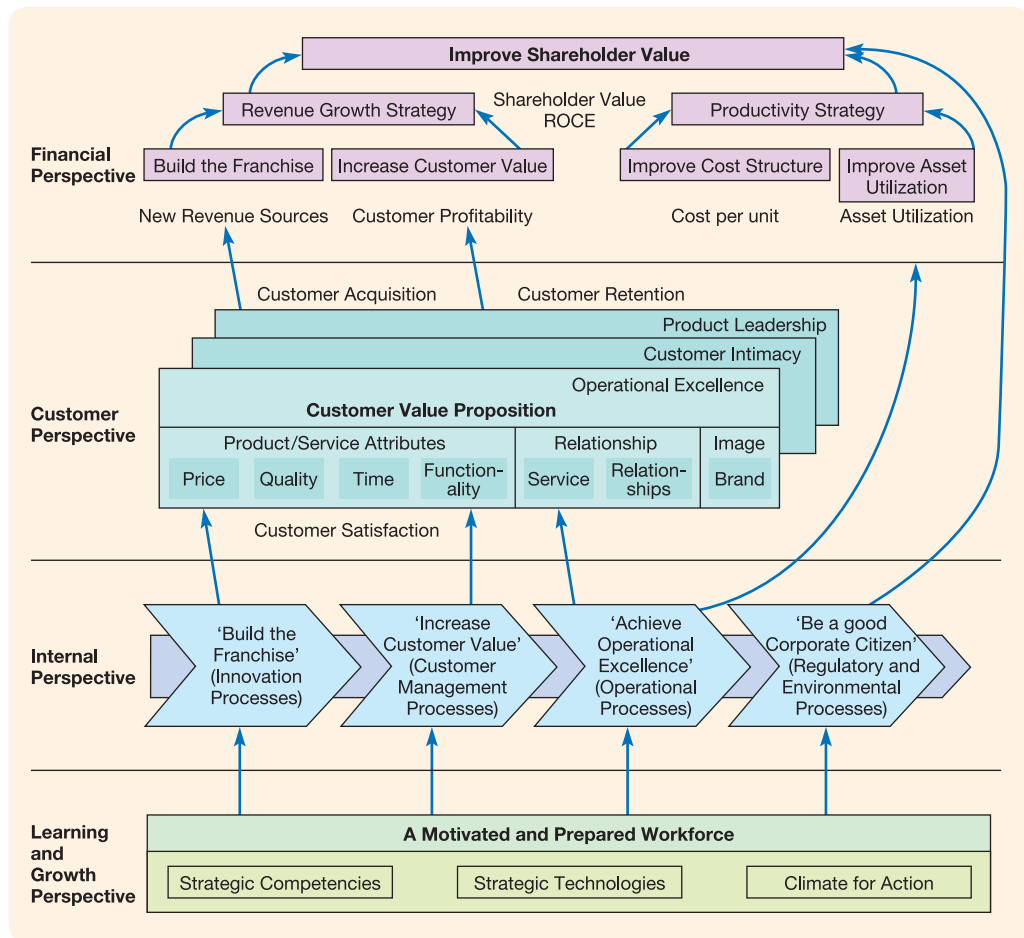 Improve Shareholder Value
Revenue Growth Strategy
Shareholder Value
ROCE
Productivity Strategy
Financial
Perspective
Build the Franchise
Increase Customer Value
Improve Cost Structure
Improve Asset
Utilization
New Revenue Sources
Customer Profitability
Cost per unit
Asset Utilization
Customer Acquisition
Customer Retention
Product Leadership
Customer Intimacy
Operational Excellence
Customer
Perspective
Customer Value Proposition
Product/Service Attributes
Relationship
Image
Price
Quality
Time
Function-
ality
Service
Relation-
ships
Brand
Customer Satisfaction
Internal
Perspective
‘Build the
Franchise’
(Innovation
Processes)
‘Increase
Customer Value’
(Customer
Management
Processes)
‘Achieve
Operational
Excellence’
(Operational
Processes)
‘Be a good
Corporate Citizen’
(Regulatory and
Environmental
Processes)
Learning
and
Growth
Perspective
A Motivated and Prepared Workforce
Strategic Competencies
Strategic Technologies
Climate for Action